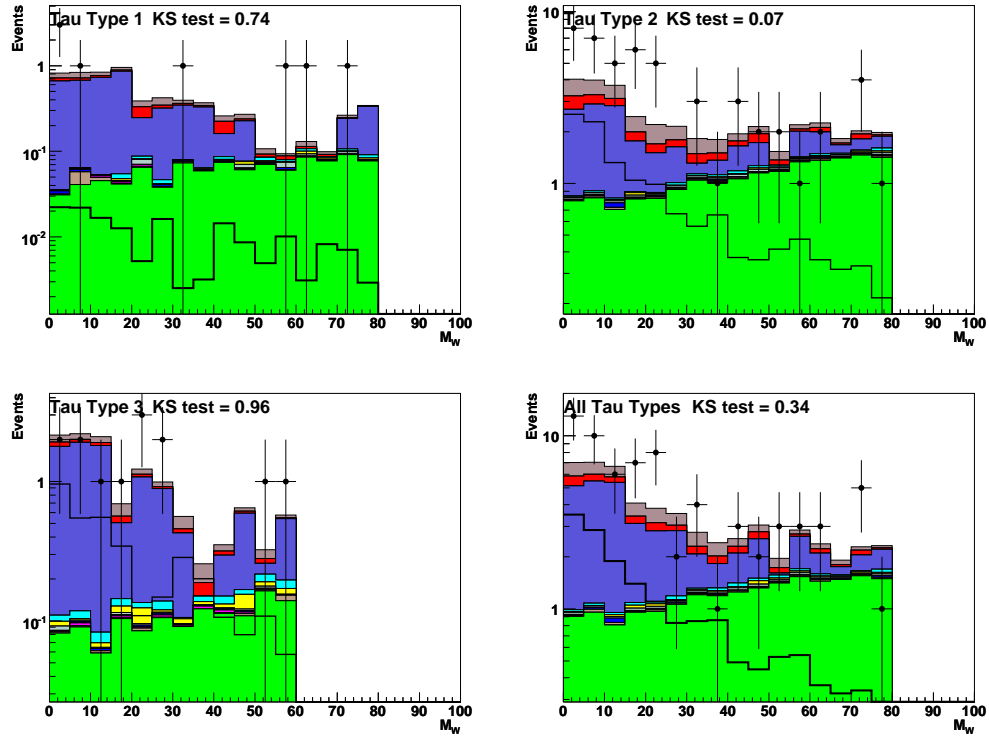 Tau Type 1 KS test = 0.74
Events
1
10^-1
10^-2
0 10 20 30 40 50 60 70 80 90 100
M_W
Tau Type 2 KS test = 0.07
Events
10
1
0 10 20 30 40 50 60 70 80 90 100
M_W
Tau Type 3 KS test = 0.96
Events
1
10^-1
0 10 20 30 40 50 60 70 80 90 100
M_W
All Tau Types KS test = 0.34
Events
10
1
0 10 20 30 40 50 60 70 80 90 100
M_W